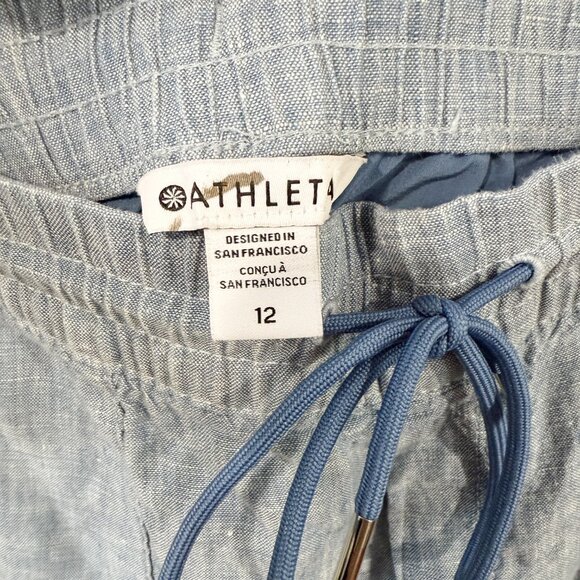 ATHLETA
DESIGNED IN
SAN FRANCISCO
CONÇU À
SAN FRANCISCO
12